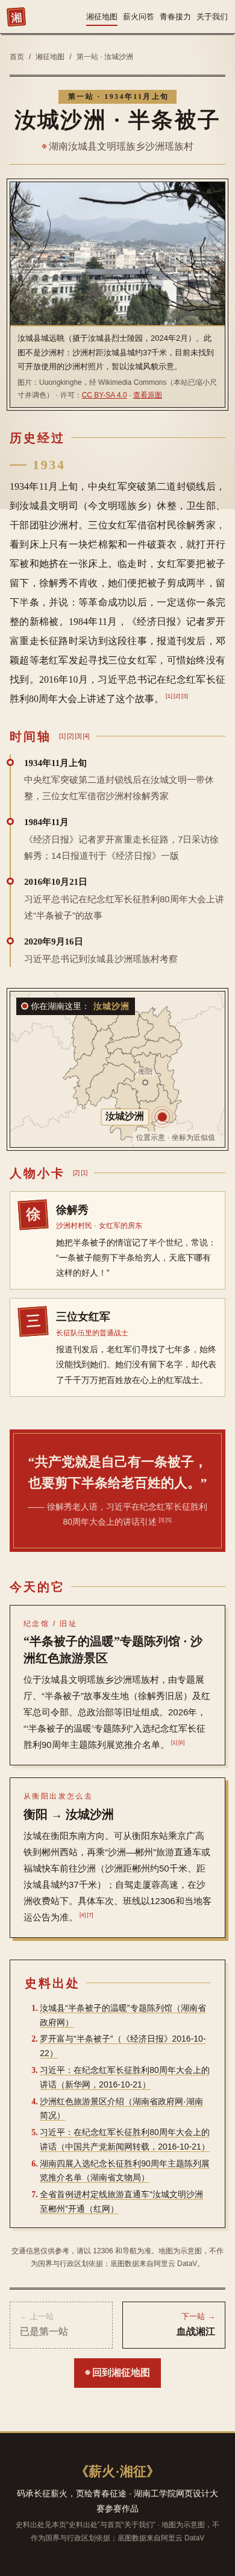 湘
湘征地图 薪火问答 青春接力 关于我们
首页 / 湘征地图 / 第一站 · 汝城沙洲
第一站 · 1934年11月上旬
汝城沙洲 · 半条被子
湖南汝城县文明瑶族乡沙洲瑶族村
汝城县城远眺（摄于汝城县烈士陵园，2024年2月）。此
图不是沙洲村：沙洲村距汝城县城约37千米，目前未找到
可开放使用的沙洲村照片，暂以汝城风貌示意。
图片：Uuongkinghe，经 Wikimedia Commons（本站已缩小尺
寸并调色） · 许可：CC BY-SA 4.0 · 查看原图
历史经过
1934
1934年11月上旬，中央红军突破第二道封锁线后，
到汝城县文明司（今文明瑶族乡）休整，卫生部、
干部团驻沙洲村。三位女红军借宿村民徐解秀家，
看到床上只有一块烂棉絮和一件破蓑衣，就打开行
军被和她挤在一张床上。临走时，女红军要把被子
留下，徐解秀不肯收，她们便把被子剪成两半，留
下半条，并说：等革命成功以后，一定送你一条完
整的新棉被。1984年11月，《经济日报》记者罗开
富重走长征路时采访到这段往事，报道刊发后，邓
颖超等老红军发起寻找三位女红军，可惜始终没有
找到。2016年10月，习近平总书记在纪念红军长征
胜利80周年大会上讲述了这个故事。[1][2][3]
时间轴 [1][2][3][4]
1934年11月上旬
中央红军突破第二道封锁线后在汝城文明一带休
整，三位女红军借宿沙洲村徐解秀家
1984年11月
《经济日报》记者罗开富重走长征路，7日采访徐
解秀；14日报道刊于《经济日报》一版
2016年10月21日
习近平总书记在纪念红军长征胜利80周年大会上讲
述“半条被子”的故事
2020年9月16日
习近平总书记到汝城县沙洲瑶族村考察
你在湖南这里： 汝城沙洲
衡阳
汝城沙洲
位置示意 · 坐标为近似值
人物小卡 [2][1]
徐
徐解秀
沙洲村村民 · 女红军的房东
她把半条被子的情谊记了半个世纪，常说：
“一条被子能剪下半条给穷人，天底下哪有
这样的好人！”
三
三位女红军
长征队伍里的普通战士
报道刊发后，老红军们寻找了七年多，始终
没能找到她们。她们没有留下名字，却代表
了千千万万把百姓放在心上的红军战士。
“共产党就是自己有一条被子，
也要剪下半条给老百姓的人。”
—— 徐解秀老人语，习近平在纪念红军长征胜利
80周年大会上的讲话引述 [3][5]
今天的它
纪念馆 / 旧址
“半条被子的温暖”专题陈列馆 · 沙
洲红色旅游景区
位于汝城县文明瑶族乡沙洲瑶族村，由专题展
厅、“半条被子”故事发生地（徐解秀旧居）及红
军总司令部、总政治部等旧址组成。2026年，
“‘半条被子的温暖’专题陈列”入选纪念红军长征
胜利90周年主题陈列展览推介名单。[1][6]
从衡阳出发怎么去
衡阳 → 汝城沙洲
汝城在衡阳东南方向。可从衡阳东站乘京广高
铁到郴州西站，再乘“沙洲—郴州”旅游直通车或
福城快车前往沙洲（沙洲距郴州约50千米、距
汝城县城约37千米）；自驾走厦蓉高速，在沙
洲收费站下。具体车次、班线以12306和当地客
运公告为准。[4][7]
史料出处
1. 汝城县“半条被子的温暖”专题陈列馆（湖南省
政府网）
2. 罗开富与“半条被子”（《经济日报》2016-10-
22）
3. 习近平：在纪念红军长征胜利80周年大会上的
讲话（新华网，2016-10-21）
4. 沙洲红色旅游景区介绍（湖南省政府网·湖南
简况）
5. 习近平：在纪念红军长征胜利80周年大会上的
讲话（中国共产党新闻网转载，2016-10-21）
6. 湖南四展入选纪念长征胜利90周年主题陈列展
览推介名单（湖南省文物局）
7. 全省首例进村定线旅游直通车“汝城文明沙洲
至郴州”开通（红网）
交通信息仅供参考，请以 12306 和导航为准。地图为示意图，不作
为国界与行政区划依据；底图数据来自阿里云 DataV。
← 上一站
已是第一站
下一站 →
血战湘江
回到湘征地图
《薪火·湘征》
码承长征薪火，页绘青春征途 · 湖南工学院网页设计大
赛参赛作品
史料出处见本页“史料出处”与首页“关于我们” · 地图为示意图，不
作为国界与行政区划依据；底图数据来自阿里云 DataV